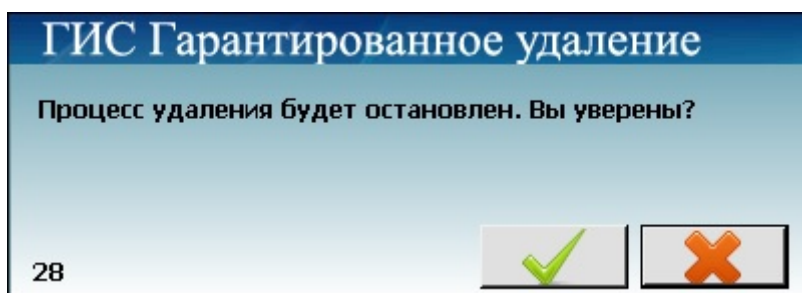 ГИС Гарантированное удаление
Процесс удаления будет остановлен. Вы уверены?
28